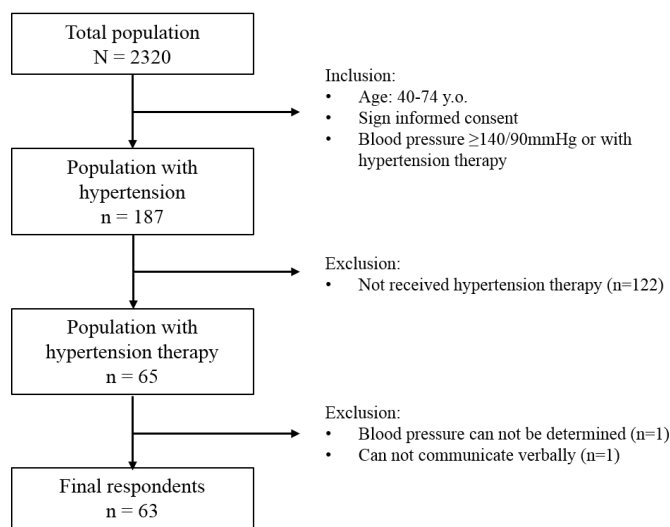 Total population
N = 2320
Inclusion:
• Age: 40-74 y.o.
• Sign informed consent
• Blood pressure ≥140/90mmHg or with
hypertension therapy
Population with
hypertension
n = 187
Exclusion:
• Not received hypertension therapy (n=122)
Population with
hypertension therapy
n = 65
Exclusion:
• Blood pressure can not be determined (n=1)
• Can not communicate verbally (n=1)
Final respondents
n = 63